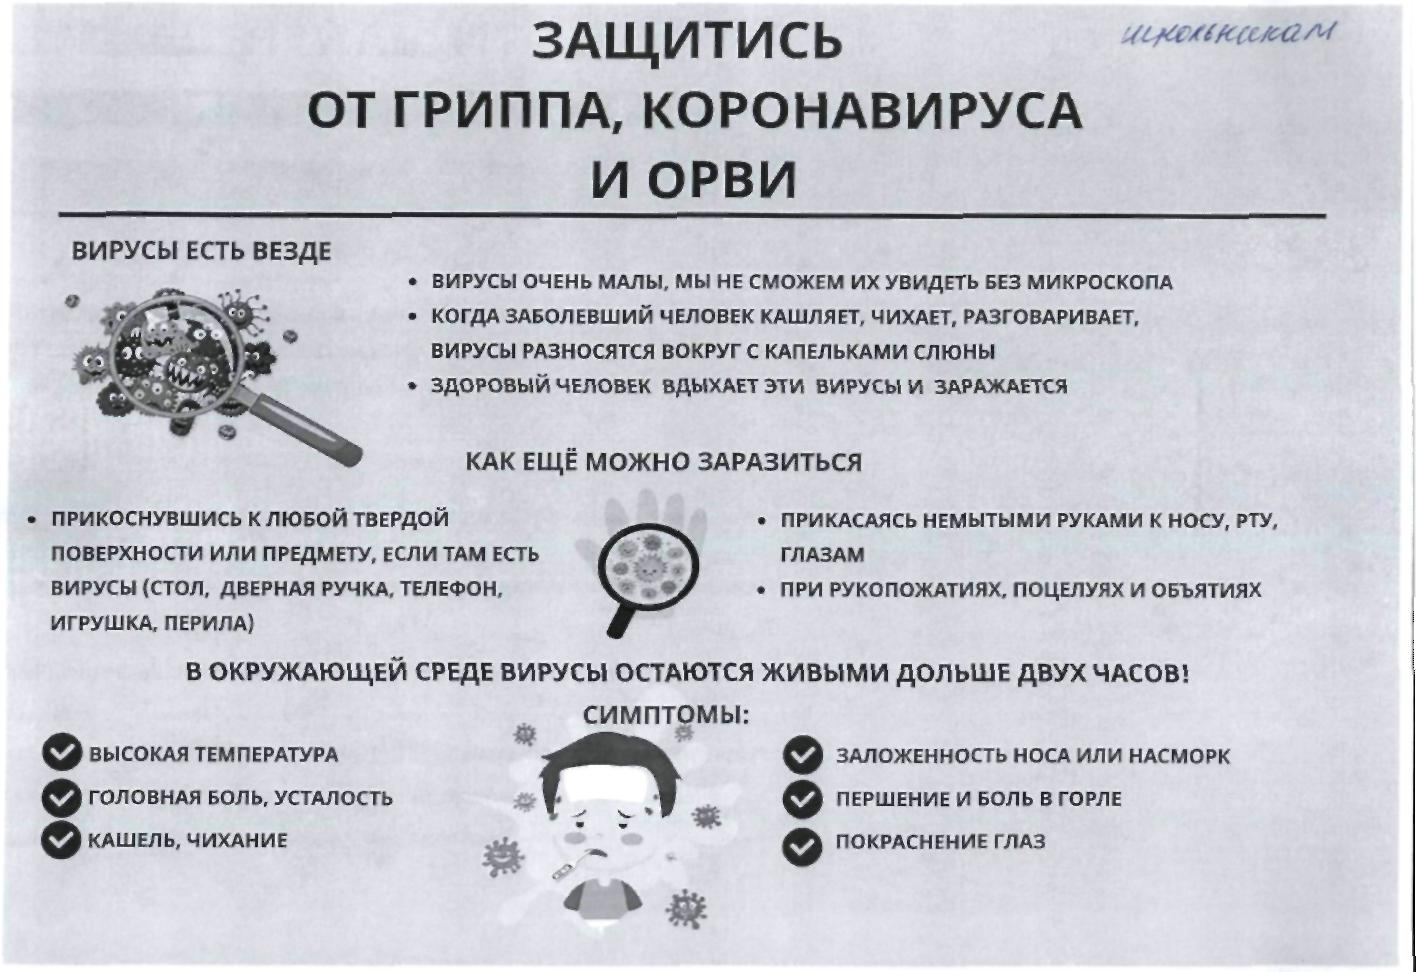 школьникам
ЗАЩИТИСЬ
ОТ ГРИППА, КОРОНАВИРУСА
И ОРВИ
ВИРУСЫ ЕСТЬ ВЕЗДЕ
• ВИРУСЫ ОЧЕНЬ МАЛЫ, МЫ НЕ СМОЖЕМ ИХ УВИДЕТЬ БЕЗ МИКРОСКОПА
• КОГДА ЗАБОЛЕВШИЙ ЧЕЛОВЕК КАШЛЯЕТ, ЧИХАЕТ, РАЗГОВАРИВАЕТ,
ВИРУСЫ РАЗНОСЯТСЯ ВОКРУГ С КАПЕЛЬКАМИ СЛЮНЫ
• ЗДОРОВЫЙ ЧЕЛОВЕК ВДЫХАЕТ ЭТИ ВИРУСЫ И ЗАРАЖАЕТСЯ
КАК ЕЩЁ МОЖНО ЗАРАЗИТЬСЯ
• ПРИКОСНУВШИСЬ К ЛЮБОЙ ТВЕРДОЙ
ПОВЕРХНОСТИ ИЛИ ПРЕДМЕТУ, ЕСЛИ ТАМ ЕСТЬ
ВИРУСЫ (СТОЛ, ДВЕРНАЯ РУЧКА, ТЕЛЕФОН,
ИГРУШКА, ПЕРИЛА)
• ПРИКАСАЯСЬ НЕМЫТЫМИ РУКАМИ К НОСУ, РТУ,
ГЛАЗАМ
• ПРИ РУКОПОЖАТИЯХ, ПОЦЕЛУЯХ И ОБЪЯТИЯХ
В ОКРУЖАЮЩЕЙ СРЕДЕ ВИРУСЫ ОСТАЮТСЯ ЖИВЫМИ ДОЛЬШЕ ДВУХ ЧАСОВ!
СИМПТОМЫ:
ВЫСОКАЯ ТЕМПЕРАТУРА
ГОЛОВНАЯ БОЛЬ, УСТАЛОСТЬ
КАШЕЛЬ, ЧИХАНИЕ
ЗАЛОЖЕННОСТЬ НОСА ИЛИ НАСМОРК
ПЕРШЕНИЕ И БОЛЬ В ГОРЛЕ
ПОКРАСНЕНИЕ ГЛАЗ